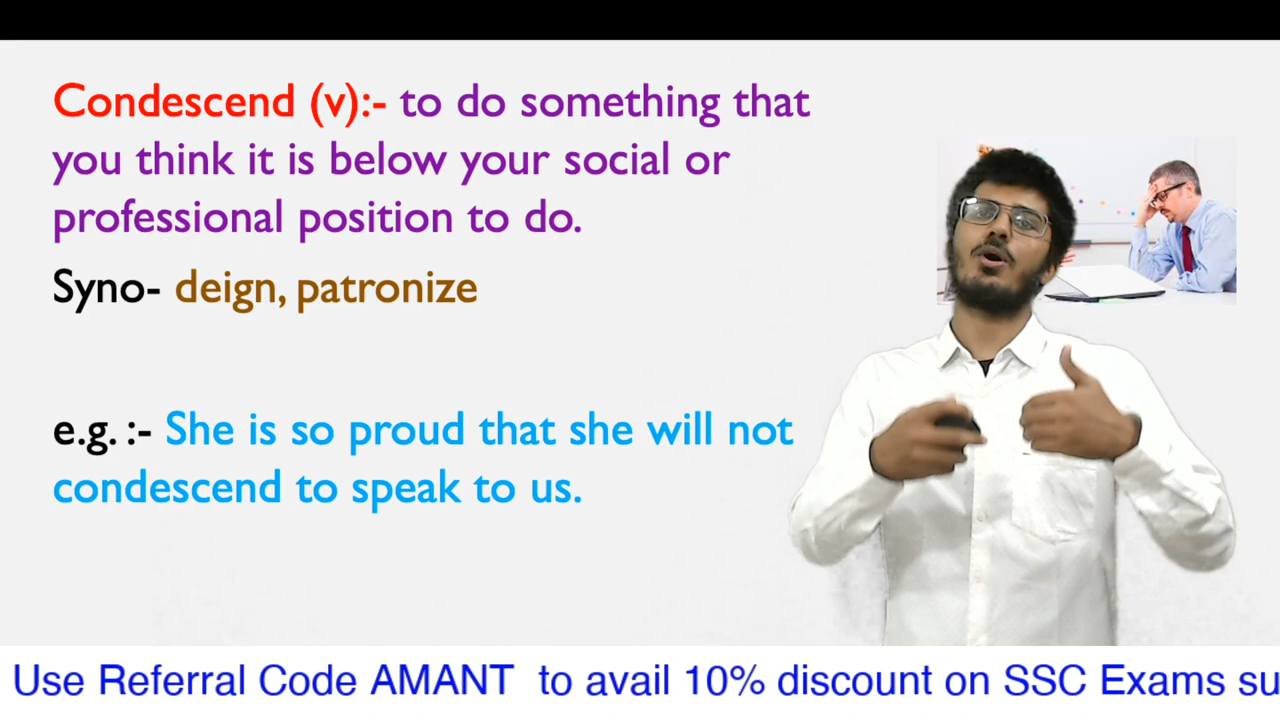 Condescend (v):- to do something that
you think it is below your social or
professional position to do.
Syno- deign, patronize
e.g. :- She is so proud that she will not
condescend to speak to us.
Use Referral Code AMANT to avail 10% discount on SSC Exams su